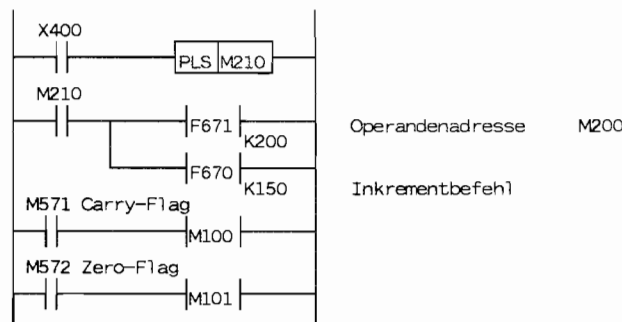 X400
PLS M210
M210
F671 Operandenadresse M200
K200
F670
K150 Inkrementbefehl
M571 Carry-Flag
M100
M572 Zero-Flag
M101